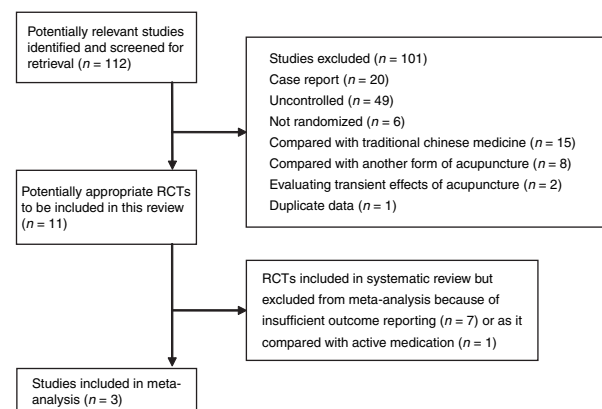 Potentially relevant studies
identified and screened for
retrieval (n = 112)
Studies excluded (n = 101)
Case report (n = 20)
Uncontrolled (n = 49)
Not randomized (n = 6)
Compared with traditional chinese medicine (n = 15)
Compared with another form of acupuncture (n = 8)
Evaluating transient effects of acupuncture (n = 2)
Duplicate data (n = 1)
Potentially appropriate RCTs
to be included in this review
(n = 11)
RCTs included in systematic review but
excluded from meta-analysis because of
insufficient outcome reporting (n = 7) or as it
compared with active medication (n = 1)
Studies included in meta-
analysis (n = 3)